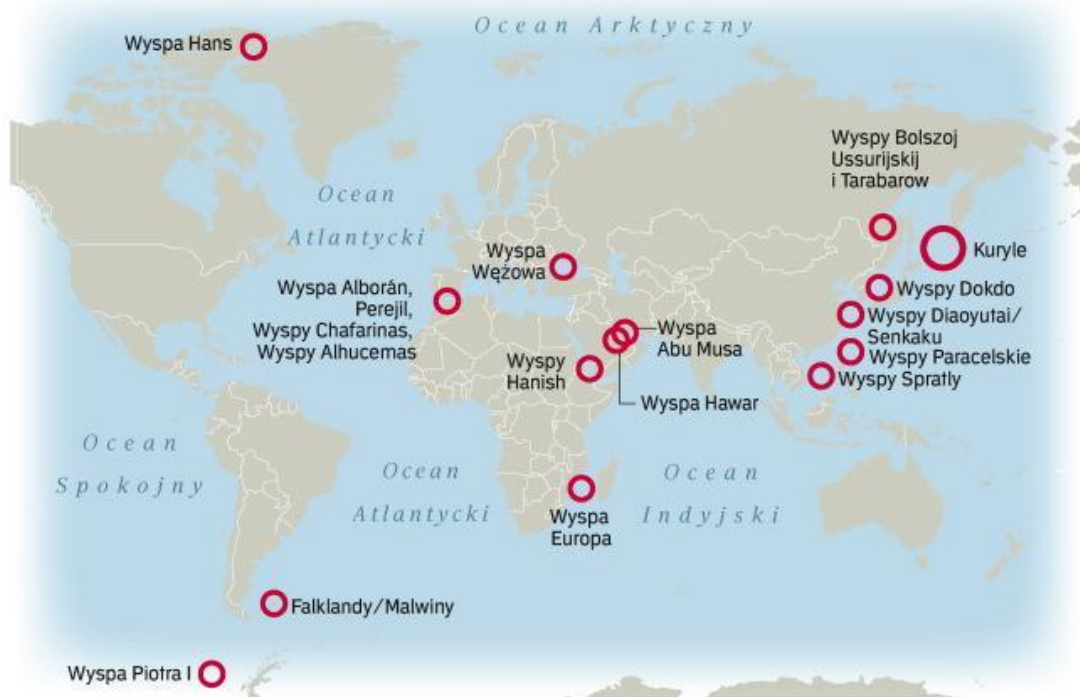 Ocean Arktyczny
Wyspa Hans
Wyspy Bolszoj
Ussurijskij
i Tarabarow
Ocean
Atlantycki
Wyspa
Wężowa
Kuryle
Wyspa Alborán,
Perejil,
Wyspy Chafarinas,
Wyspy Alhucemas
Wyspy Dokdo
Wyspy Diaoyutai/
Senkaku
Wyspa
Abu Musa
Wyspy Paracelskie
Wyspy
Hanish
Wyspy Spratly
Wyspa Hawar
Ocean
Spokojny
Ocean
Atlantycki
Ocean
Indyjski
Wyspa
Europa
Falklandy/Malwiny
Wyspa Piotra I